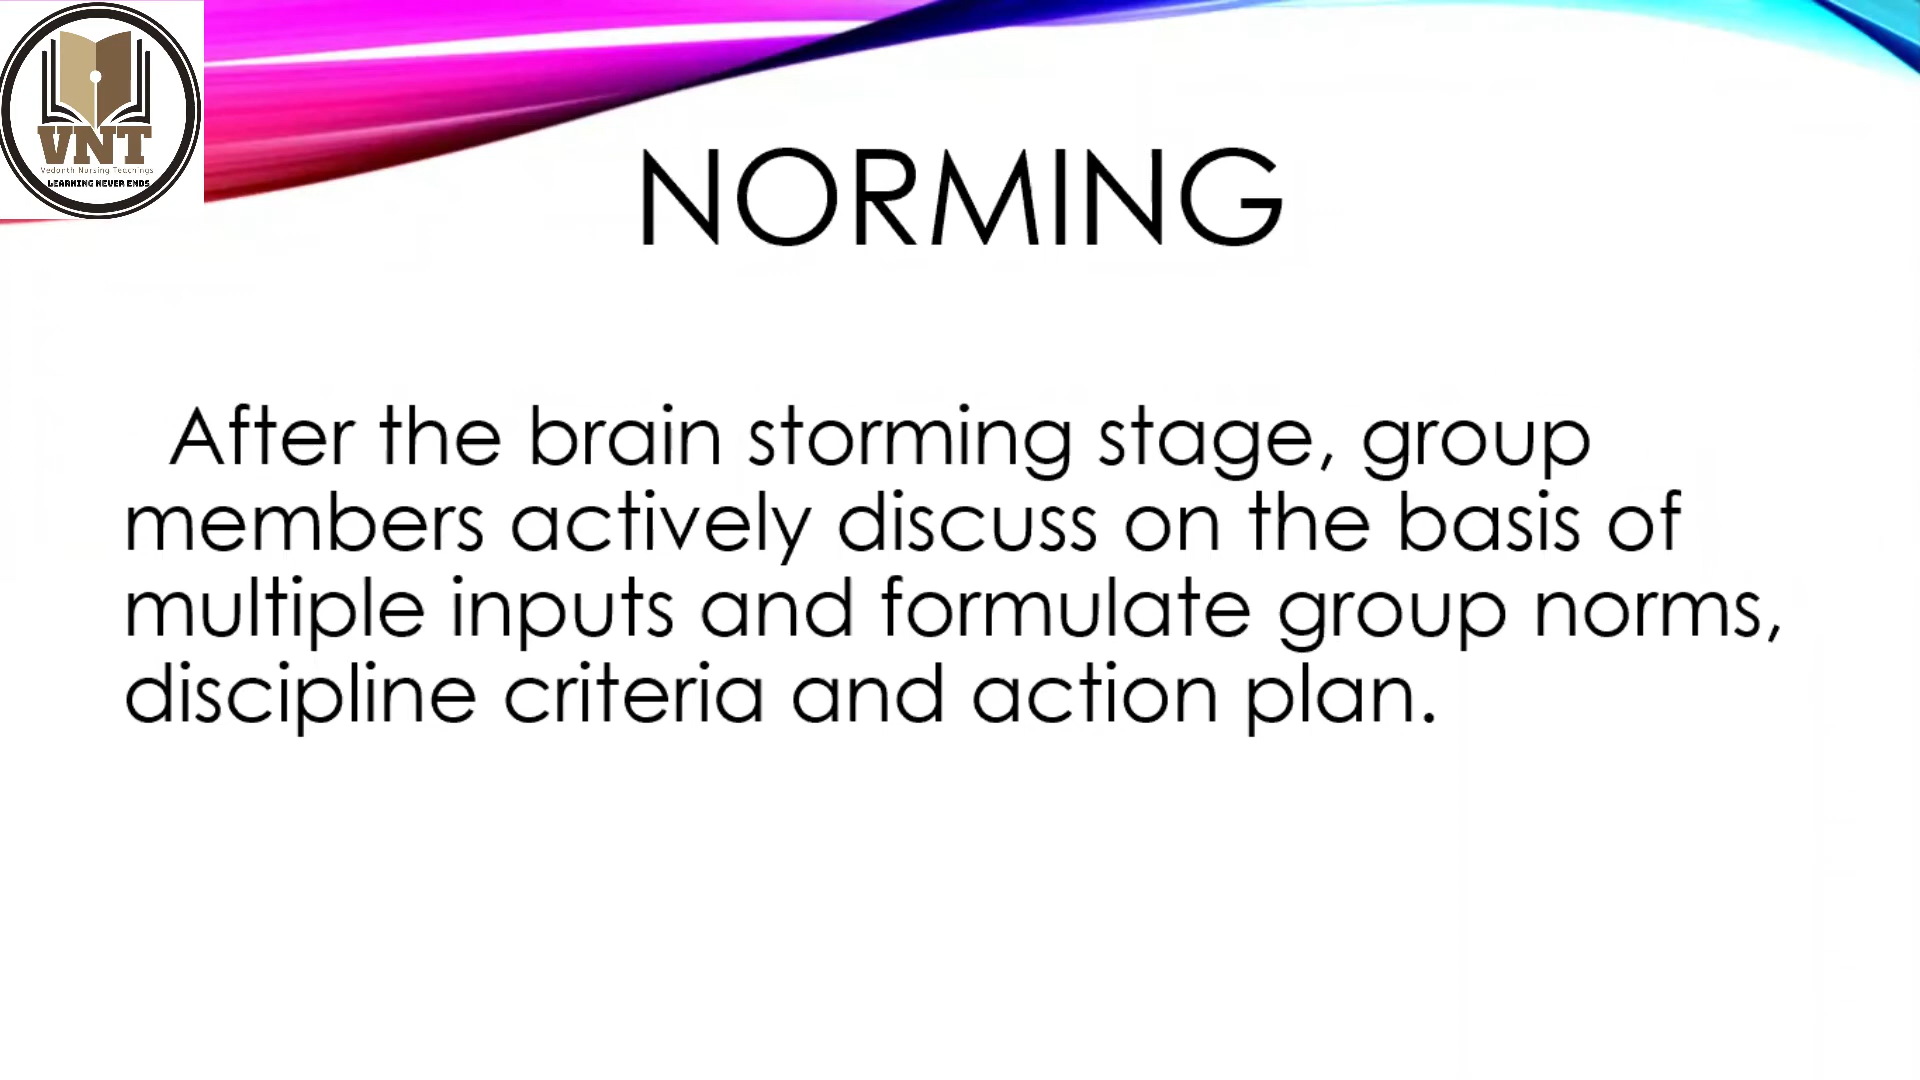 VNT
Vedanth Nursing Teachings
LEARNING NEVER ENDS
NORMING
After the brain storming stage, group
members actively discuss on the basis of
multiple inputs and formulate group norms,
discipline criteria and action plan.